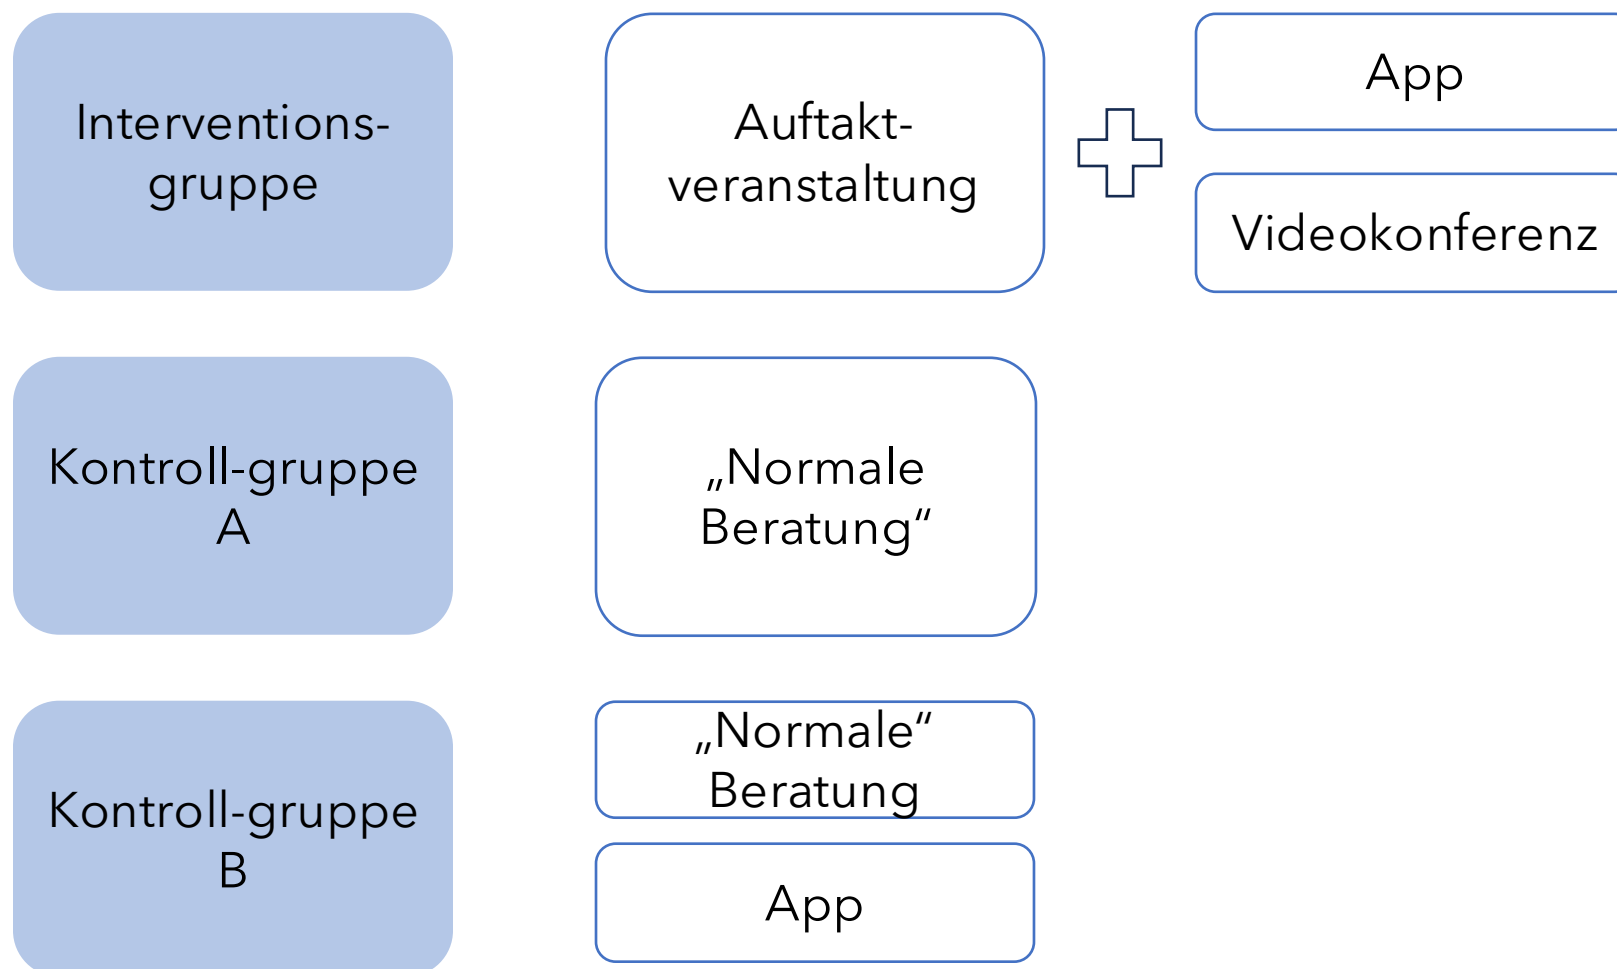 Interventions-
gruppe
Auftakt-
veranstaltung
App
Videokonferenz
Kontroll-gruppe
A
„Normale
Beratung“
Kontroll-gruppe
B
„Normale“
Beratung
App